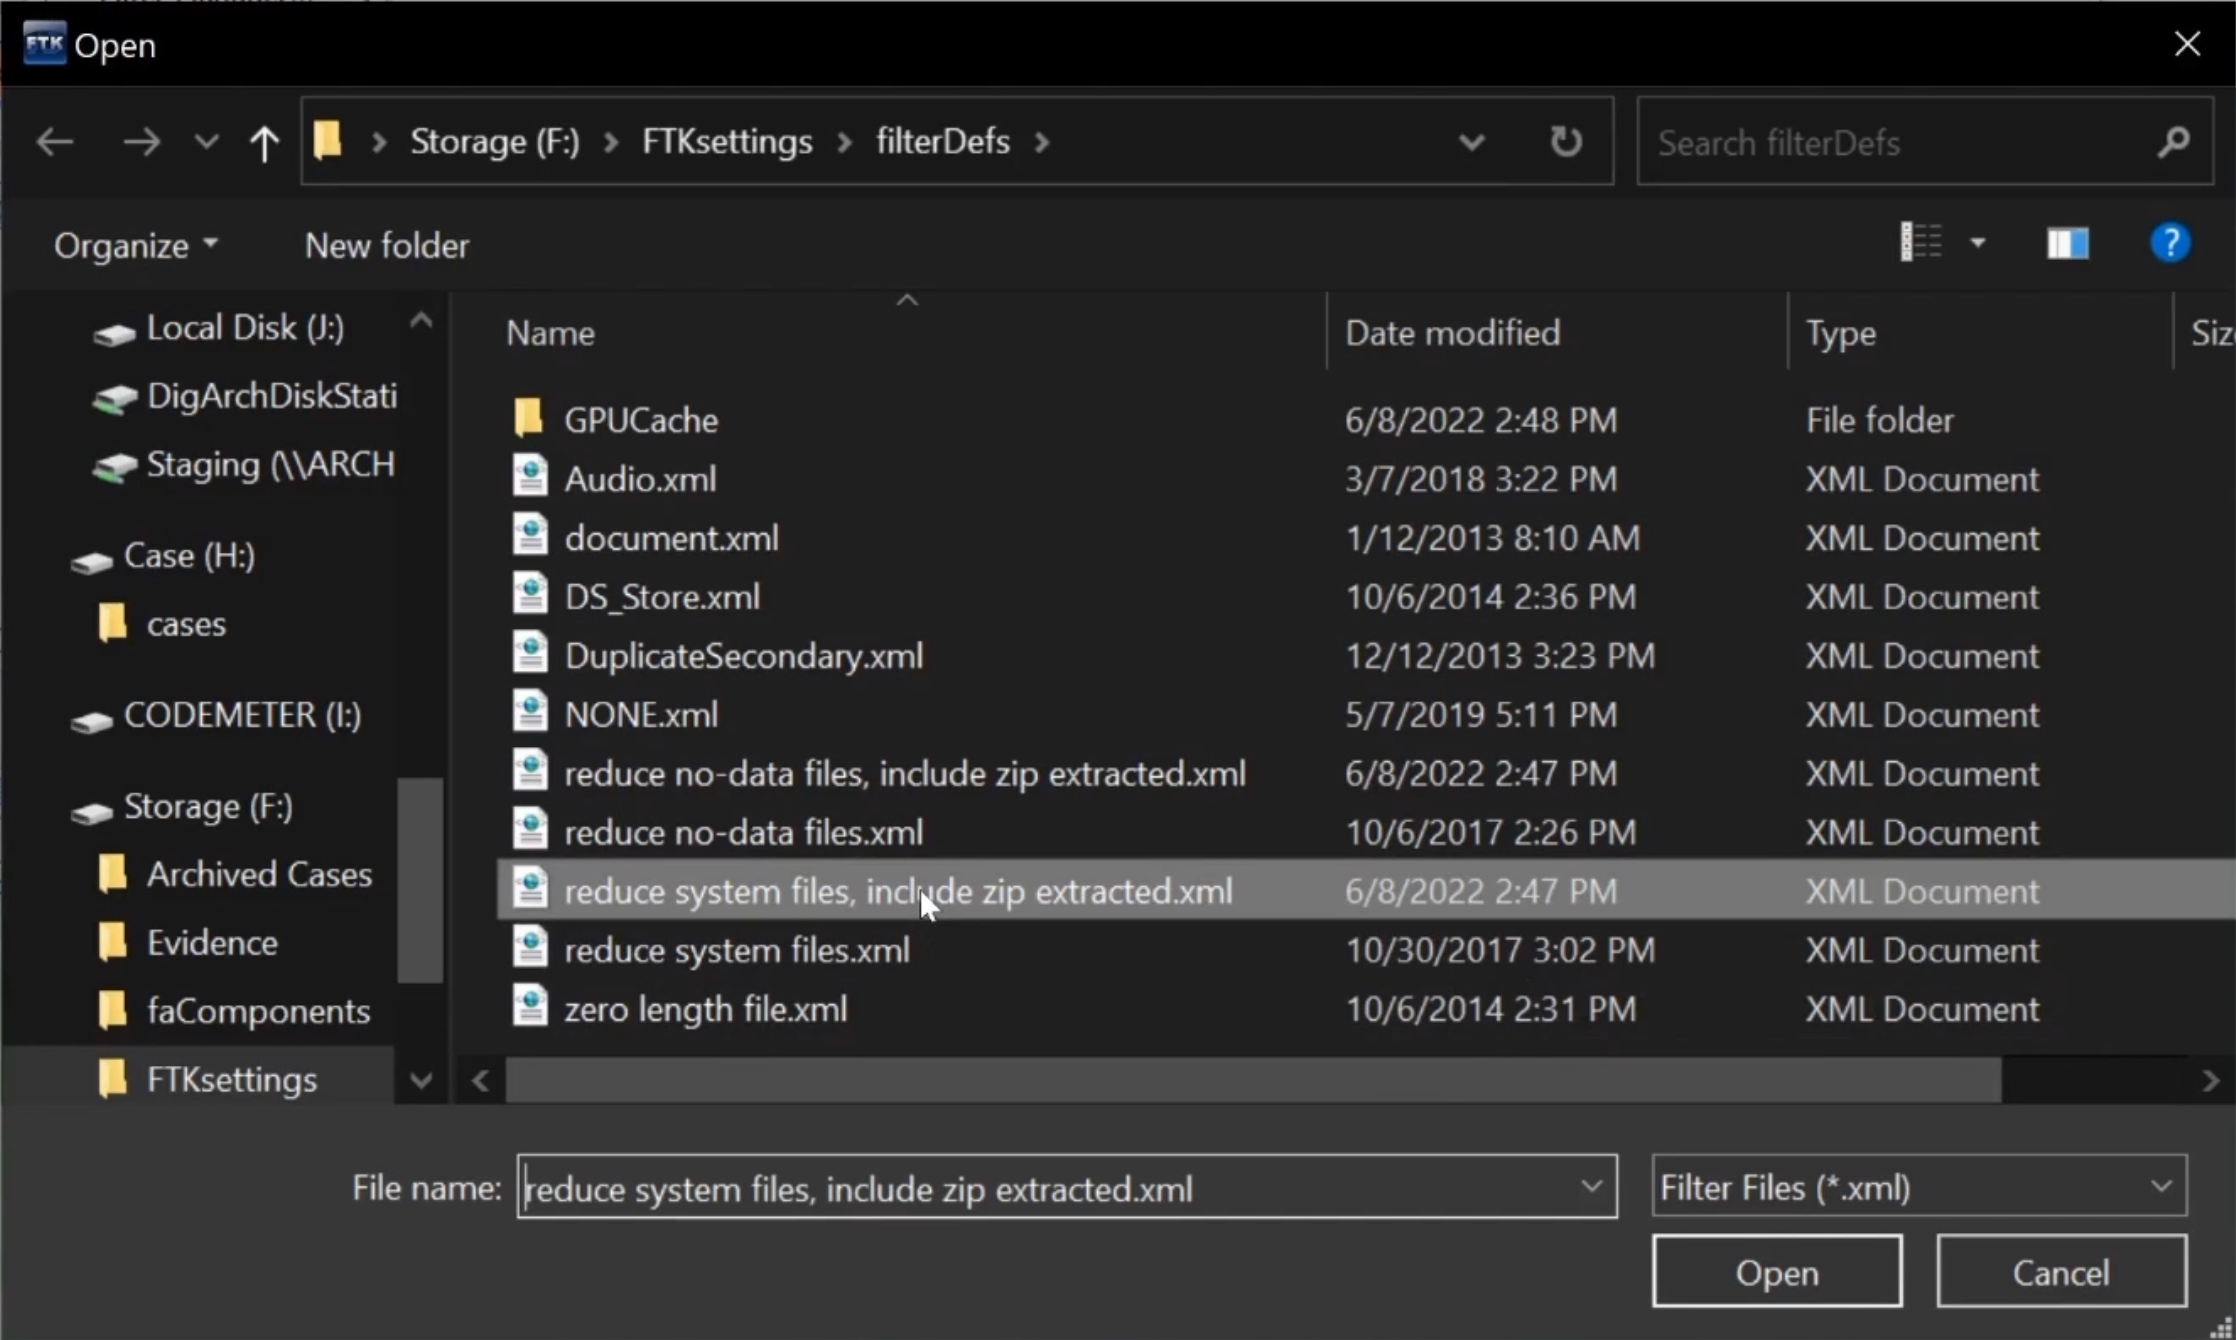 FTK Open
Storage (F:) FTKsettings filterDefs
Search filterDefs
Organize New folder
?
Local Disk (J:)
DigArchDiskStati
Staging (\\ARCH
Case (H:)
cases
CODEMETER (I:)
Storage (F:)
Archived Cases
Evidence
faComponents
FTKsettings
Name Date modified Type Siz
GPUCache 6/8/2022 2:48 PM File folder
Audio.xml 3/7/2018 3:22 PM XML Document
document.xml 1/12/2013 8:10 AM XML Document
DS_Store.xml 10/6/2014 2:36 PM XML Document
DuplicateSecondary.xml 12/12/2013 3:23 PM XML Document
NONE.xml 5/7/2019 5:11 PM XML Document
reduce no-data files, include zip extracted.xml 6/8/2022 2:47 PM XML Document
reduce no-data files.xml 10/6/2017 2:26 PM XML Document
reduce system files, include zip extracted.xml 6/8/2022 2:47 PM XML Document
reduce system files.xml 10/30/2017 3:02 PM XML Document
zero length file.xml 10/6/2014 2:31 PM XML Document
File name: reduce system files, include zip extracted.xml Filter Files (*.xml)
Open Cancel